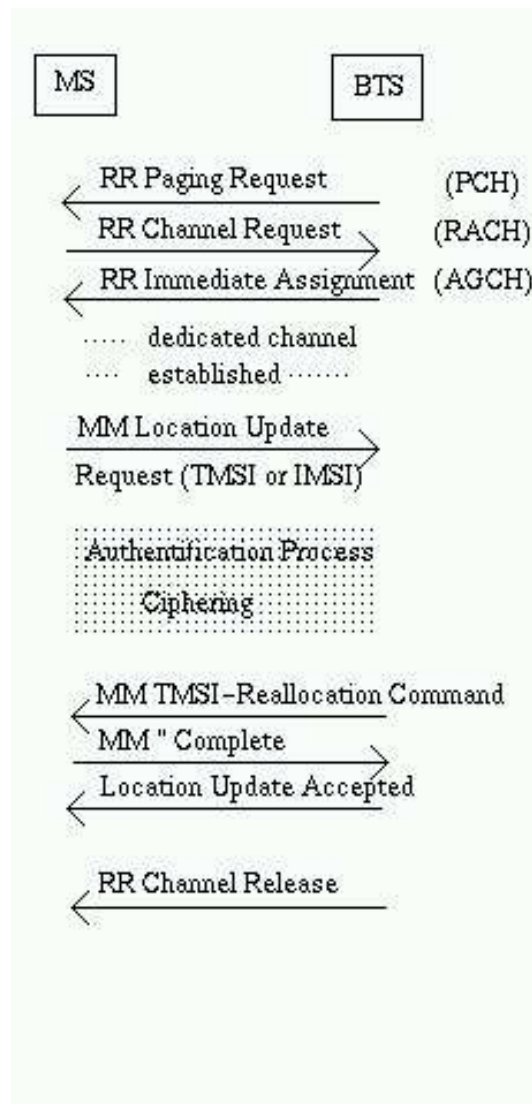 MS BTS
RR Paging Request (PCH)
RR Channel Request (RACH)
RR Immediate Assignment (AGCH)
..... dedicated channel
.... established .......
MM Location Update
Request (TMSI or IMSI)
Authentification Process
Ciphering
MM TMSI-Reallocation Command
MM " Complete
Location Update Accepted
RR Channel Release